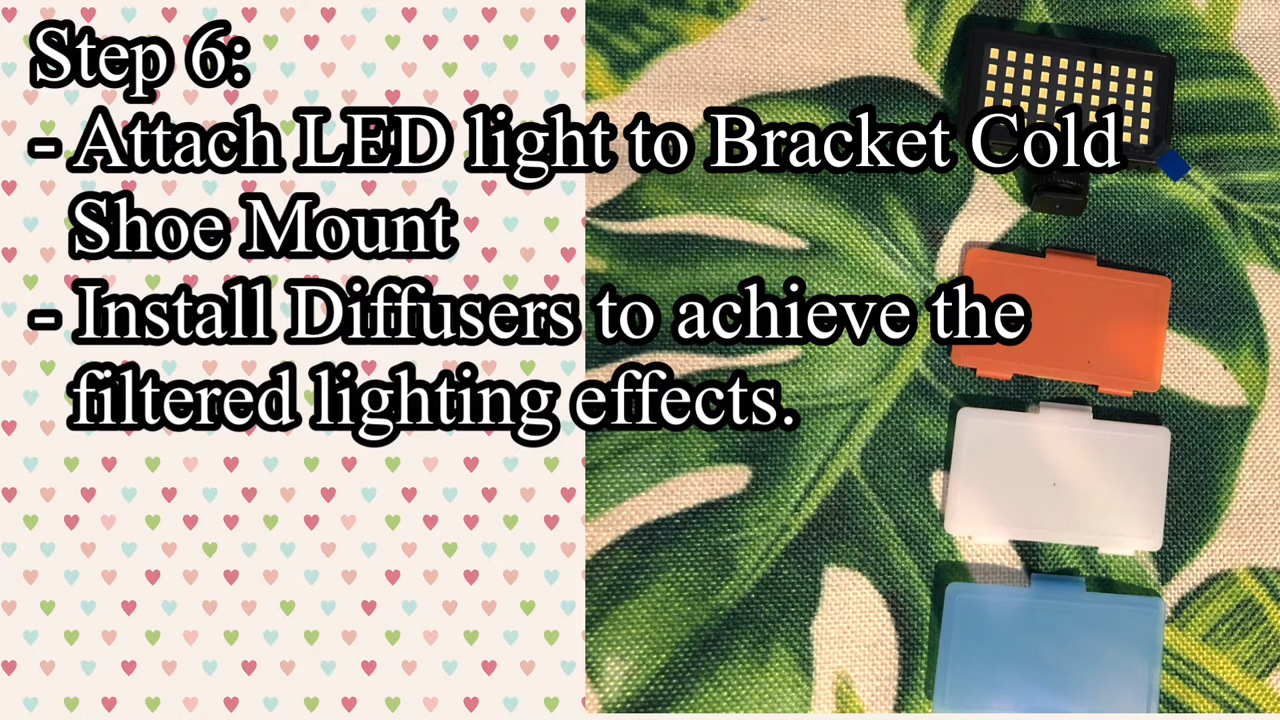 Step 6:
- Attach LED light to Bracket Cold
Shoe Mount
- Install Diffusers to achieve the
filtered lighting effects.